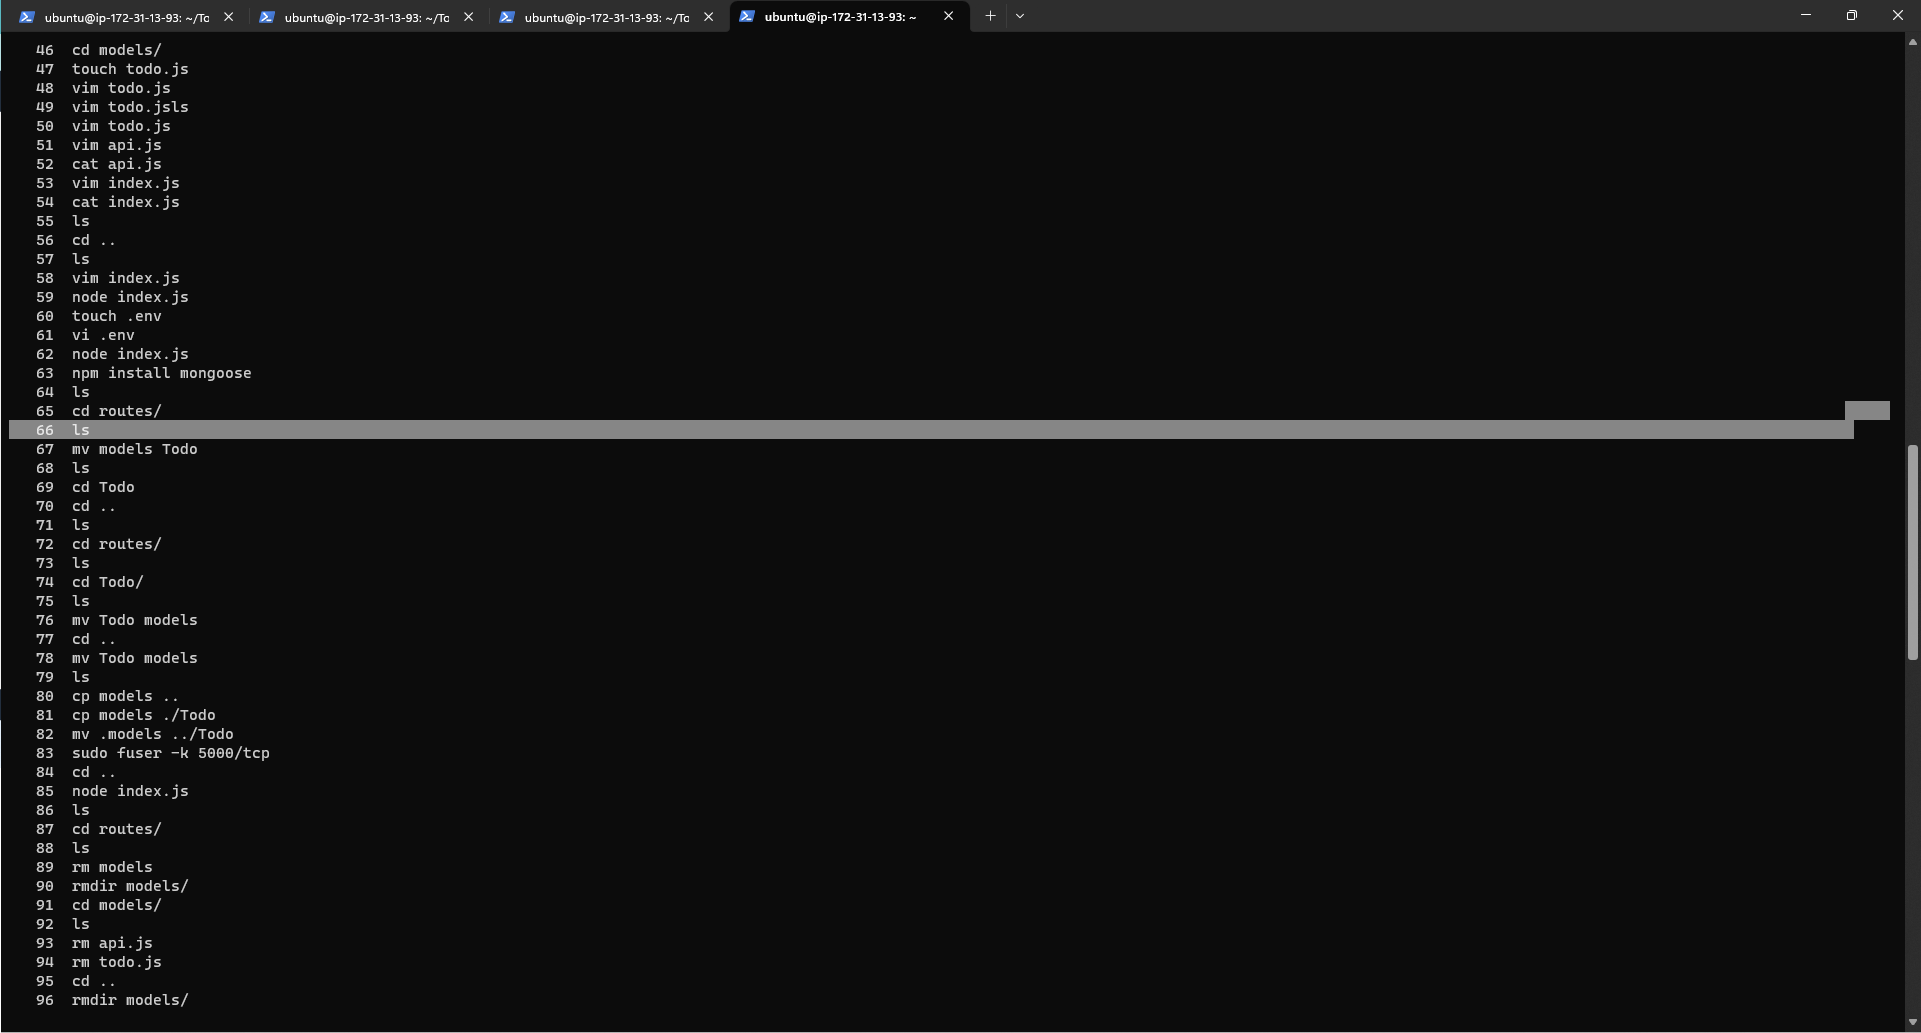 ubuntu@ip-172-31-13-93: ~/To
ubuntu@ip-172-31-13-93: ~/To
ubuntu@ip-172-31-13-93: ~/To
ubuntu@ip-172-31-13-93: ~
46 cd models/
47 touch todo.js
48 vim todo.js
49 vim todo.jsls
50 vim todo.js
51 vim api.js
52 cat api.js
53 vim index.js
54 cat index.js
55 ls
56 cd ..
57 ls
58 vim index.js
59 node index.js
60 touch .env
61 vi .env
62 node index.js
63 npm install mongoose
64 ls
65 cd routes/
66 ls
67 mv models Todo
68 ls
69 cd Todo
70 cd ..
71 ls
72 cd routes/
73 ls
74 cd Todo/
75 ls
76 mv Todo models
77 cd ..
78 mv Todo models
79 ls
80 cp models ..
81 cp models ./Todo
82 mv .models ../Todo
83 sudo fuser -k 5000/tcp
84 cd ..
85 node index.js
86 ls
87 cd routes/
88 ls
89 rm models
90 rmdir models/
91 cd models/
92 ls
93 rm api.js
94 rm todo.js
95 cd ..
96 rmdir models/